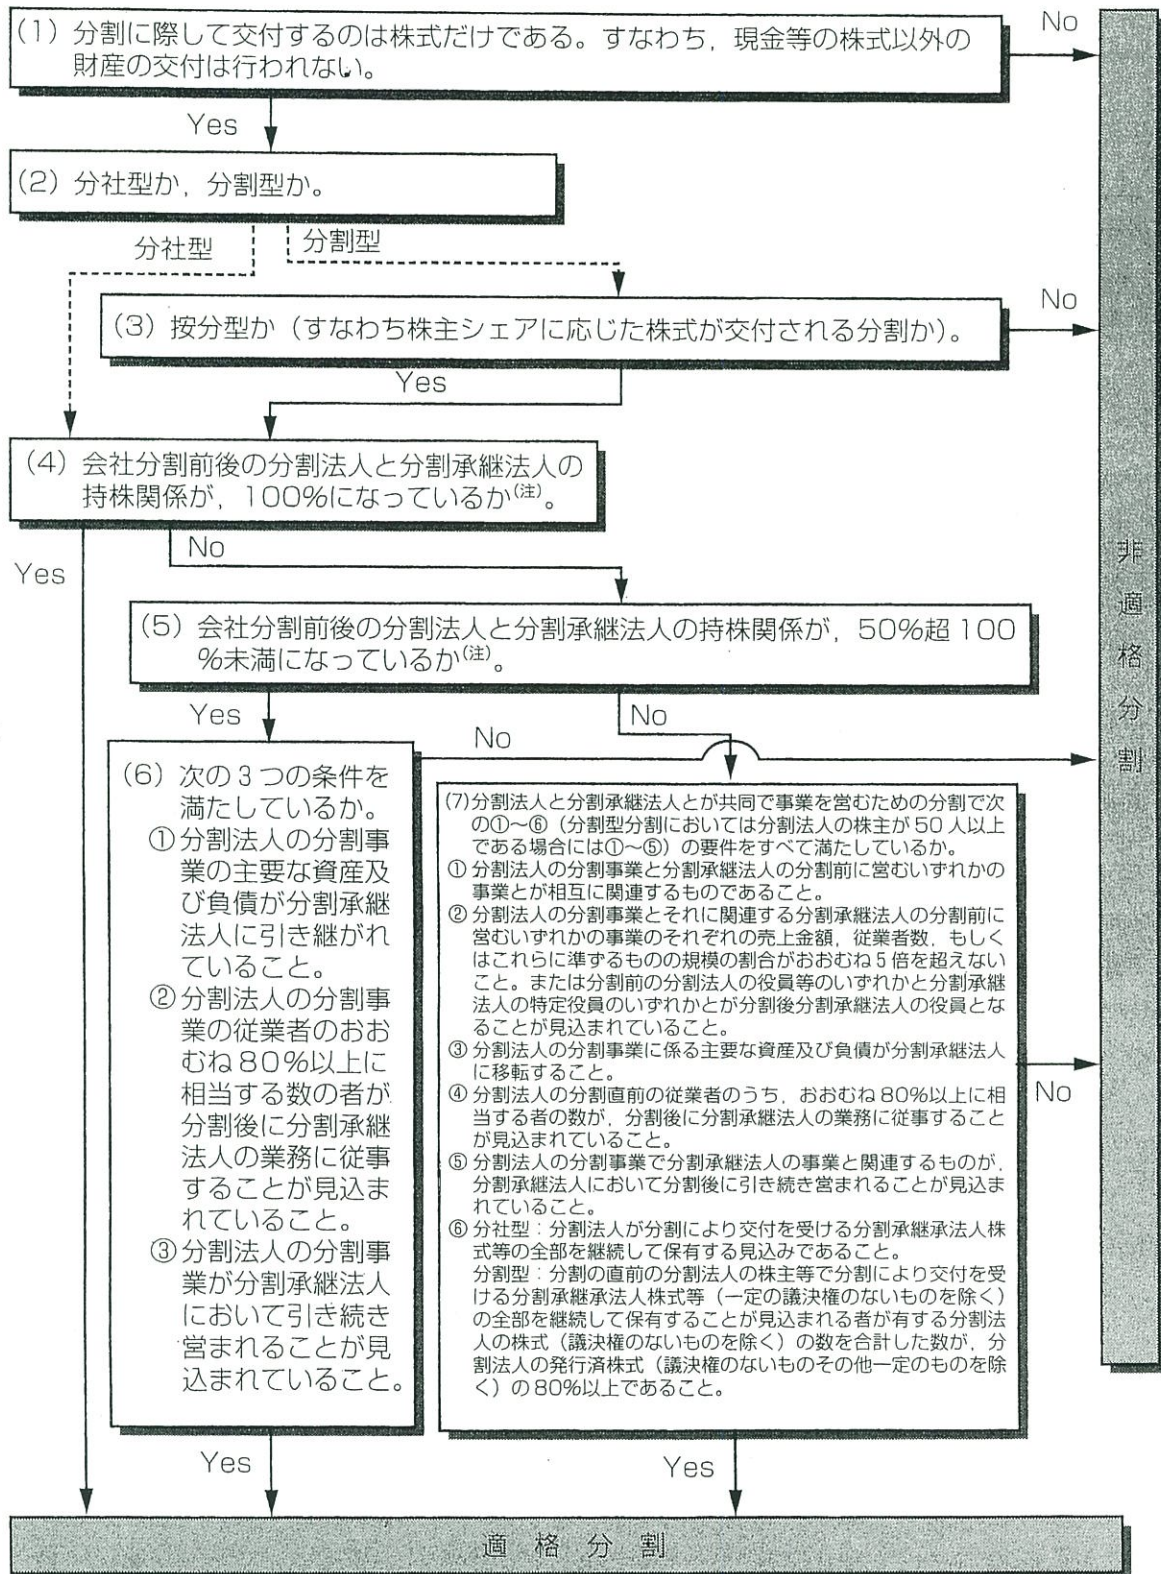 (1) 分割に際して交付するのは株式だけである。すなわち，現金等の株式以外の
財産の交付は行われない。
No
Yes
(2) 分社型か，分割型か。
分社型
分割型
(3) 按分型か（すなわち株主シェアに応じた株式が交付される分割か）。
No
Yes
(4) 会社分割前後の分割法人と分割承継法人の
持株関係が，100%になっているか(注)。
Yes
No
(5) 会社分割前後の分割法人と分割承継法人の持株関係が，50%超100
%未満になっているか(注)。
Yes
No
No
(6) 次の3つの条件を
満たしているか。
①分割法人の分割事
業の主要な資産及
び負債が分割承継
法人に引き継がれ
ていること。
②分割法人の分割事
業の従業者のおお
むね80%以上に
相当する数の者が
分割後に分割承継
法人の業務に従事
することが見込ま
れていること。
③分割法人の分割事
業が分割承継法人
において引き続き
営まれることが見
込まれていること。
Yes
(7)分割法人と分割承継法人とが共同で事業を営むための分割で次
の①～⑥（分割型分割においては分割法人の株主が50人以上
である場合には①～⑤）の要件をすべて満たしているか。
① 分割法人の分割事業と分割承継法人の分割前に営むいずれかの
事業とが相互に関連するものであること。
② 分割法人の分割事業とそれに関連する分割承継法人の分割前に
営むいずれかの事業のそれぞれの売上金額，従業者数，もしく
はこれらに準ずるものの規模の割合がおおむね5倍を超えない
こと。または分割前の分割法人の役員等のいずれかと分割承継
法人の特定役員のいずれかとが分割後分割承継法人の役員とな
ることが見込まれていること。
③ 分割法人の分割事業に係る主要な資産及び負債が分割承継法人
に移転すること。
④ 分割法人の分割直前の従業者のうち，おおむね80%以上に相
当する者の数が，分割後に分割承継法人の業務に従事すること
が見込まれていること。
⑤ 分割法人の分割事業で分割承継法人の事業と関連するものが，
分割承継法人において分割後に引き続き営まれることが見込ま
れていること。
⑥ 分社型：分割法人が分割により交付を受ける分割承継承法人株
式等の全部を継続して保有する見込みであること。
分割型：分割の直前の分割法人の株主等で分割により交付を受
ける分割承継承法人株式等（一定の議決権のないものを除く）
の全部を継続して保有することが見込まれる者が有する分割法
人の株式（議決権のないものを除く）の数を合計した数が，分
割法人の発行済株式（議決権のないものその他一定のものを除
く）の80%以上であること。
No
Yes
非適格分割
適格分割